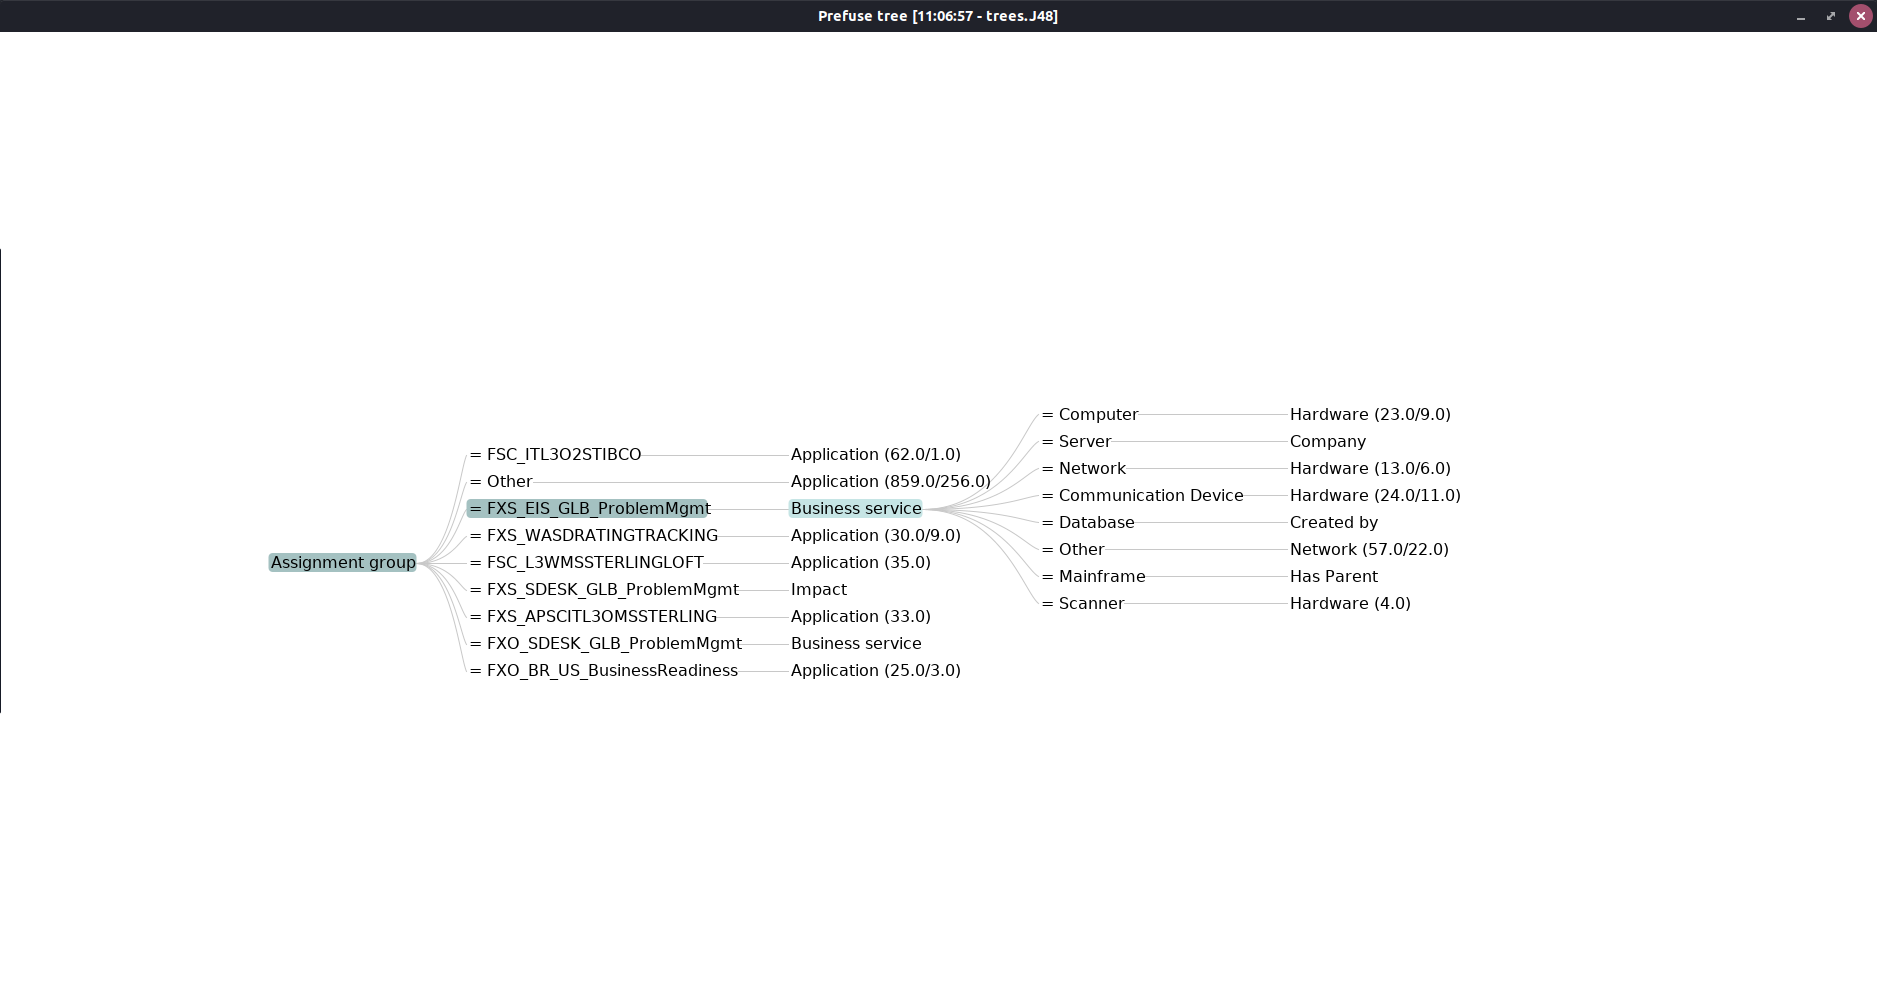 Prefuse tree [11:06:57 - trees.J48]
Assignment group
= FSC_ITL3O2STIBCO
= Other
= FXS_EIS_GLB_ProblemMgmt
= FXS_WASDRATINGTRACKING
= FSC_L3WMSSTERLINGLOFT
= FXS_SDESK_GLB_ProblemMgmt
= FXS_APSCITL3OMSSTERLING
= FXO_SDESK_GLB_ProblemMgmt
= FXO_BR_US_BusinessReadiness
Application (62.0/1.0)
Application (859.0/256.0)
Business service
Application (30.0/9.0)
Application (35.0)
Impact
Application (33.0)
Business service
Application (25.0/3.0)
= Computer
= Server
= Network
= Communication Device
= Database
= Other
= Mainframe
= Scanner
Hardware (23.0/9.0)
Company
Hardware (13.0/6.0)
Hardware (24.0/11.0)
Created by
Network (57.0/22.0)
Has Parent
Hardware (4.0)